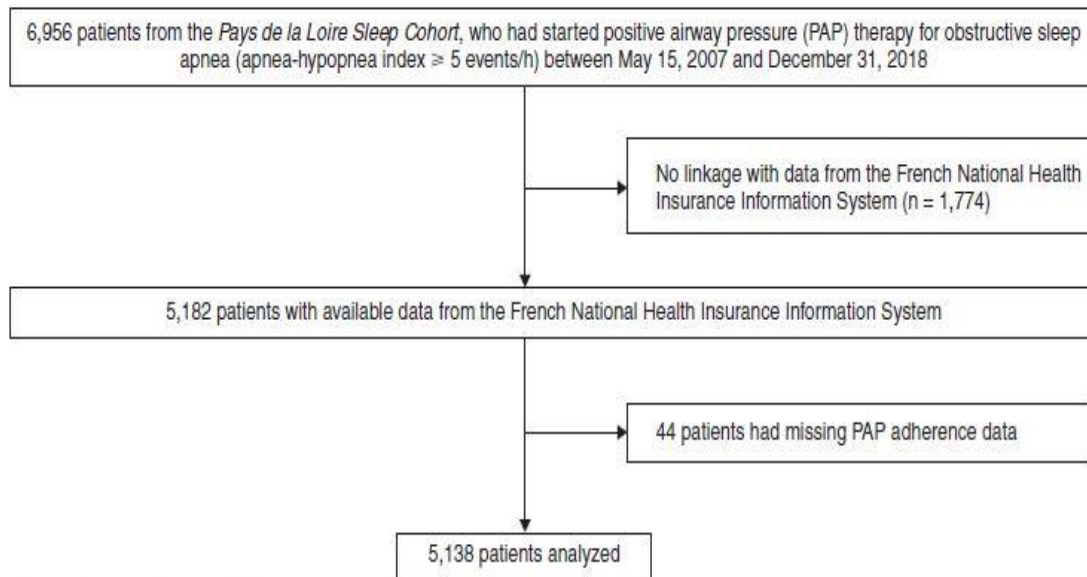 6,956 patients from the Pays de la Loire Sleep Cohort, who had started positive airway pressure (PAP) therapy for obstructive sleep
apnea (apnea-hypopnea index ⩾ 5 events/h) between May 15, 2007 and December 31, 2018
No linkage with data from the French National Health
Insurance Information System (n = 1,774)
5,182 patients with available data from the French National Health Insurance Information System
44 patients had missing PAP adherence data
5,138 patients analyzed